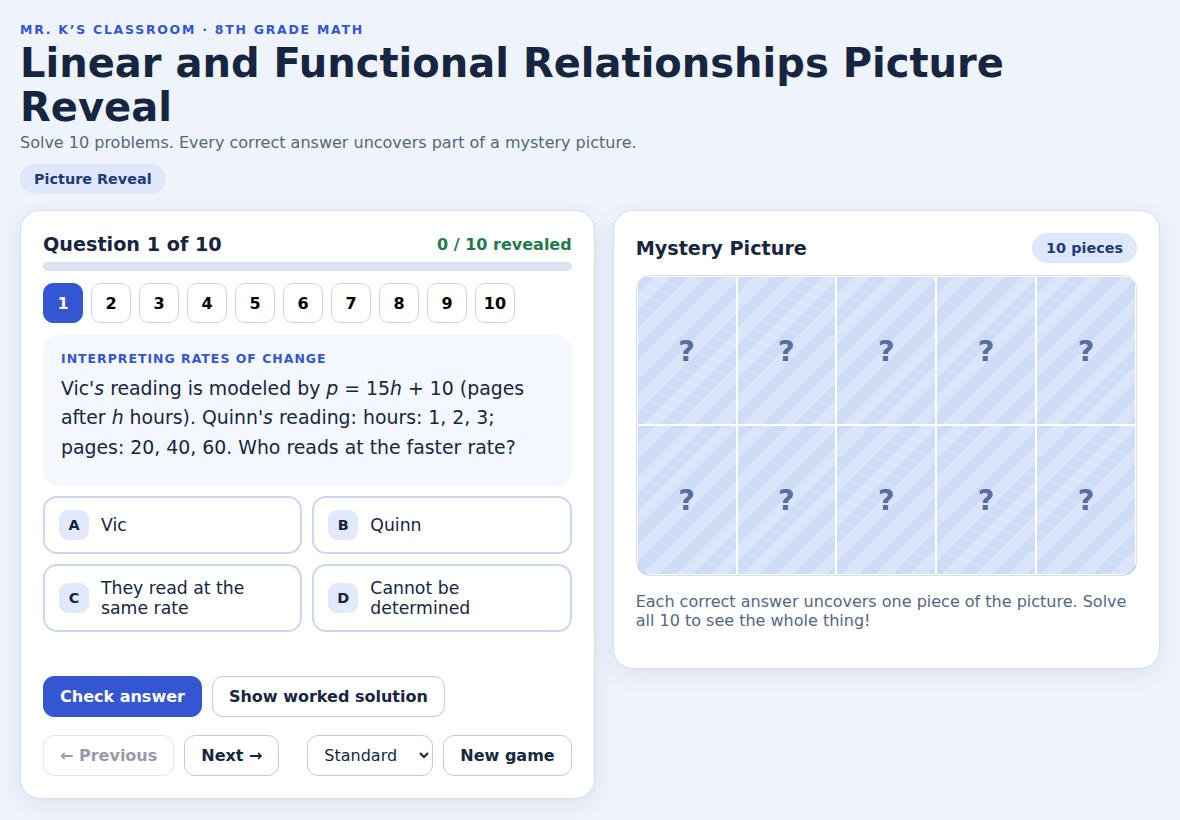 MR. K’S CLASSROOM · 8TH GRADE MATH
Linear and Functional Relationships Picture
Reveal
Solve 10 problems. Every correct answer uncovers part of a mystery picture.
Picture Reveal
Question 1 of 10
0 / 10 revealed
1 2 3 4 5 6 7 8 9 10
INTERPRETING RATES OF CHANGE
Vic's reading is modeled by p = 15h + 10 (pages
after h hours). Quinn's reading: hours: 1, 2, 3;
pages: 20, 40, 60. Who reads at the faster rate?
A Vic
B Quinn
C They read at the
same rate
D Cannot be
determined
Check answer
Show worked solution
← Previous
Next →
Standard
New game
Mystery Picture
10 pieces
? ? ? ? ?
? ? ? ? ?
Each correct answer uncovers one piece of the picture. Solve
all 10 to see the whole thing!